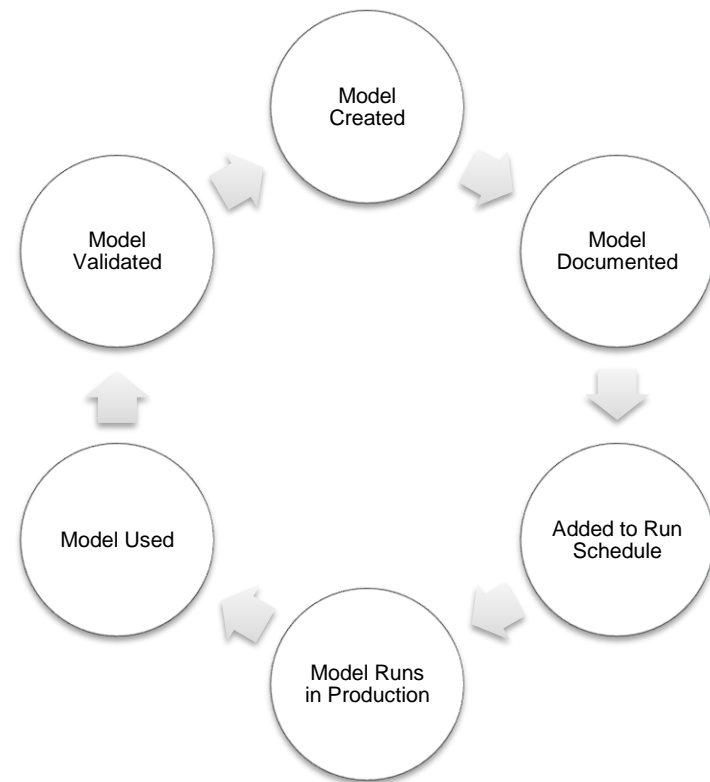 Model
Created
Model
Documented
Added to Run
Schedule
Model Runs
in Production
Model Used
Model
Validated